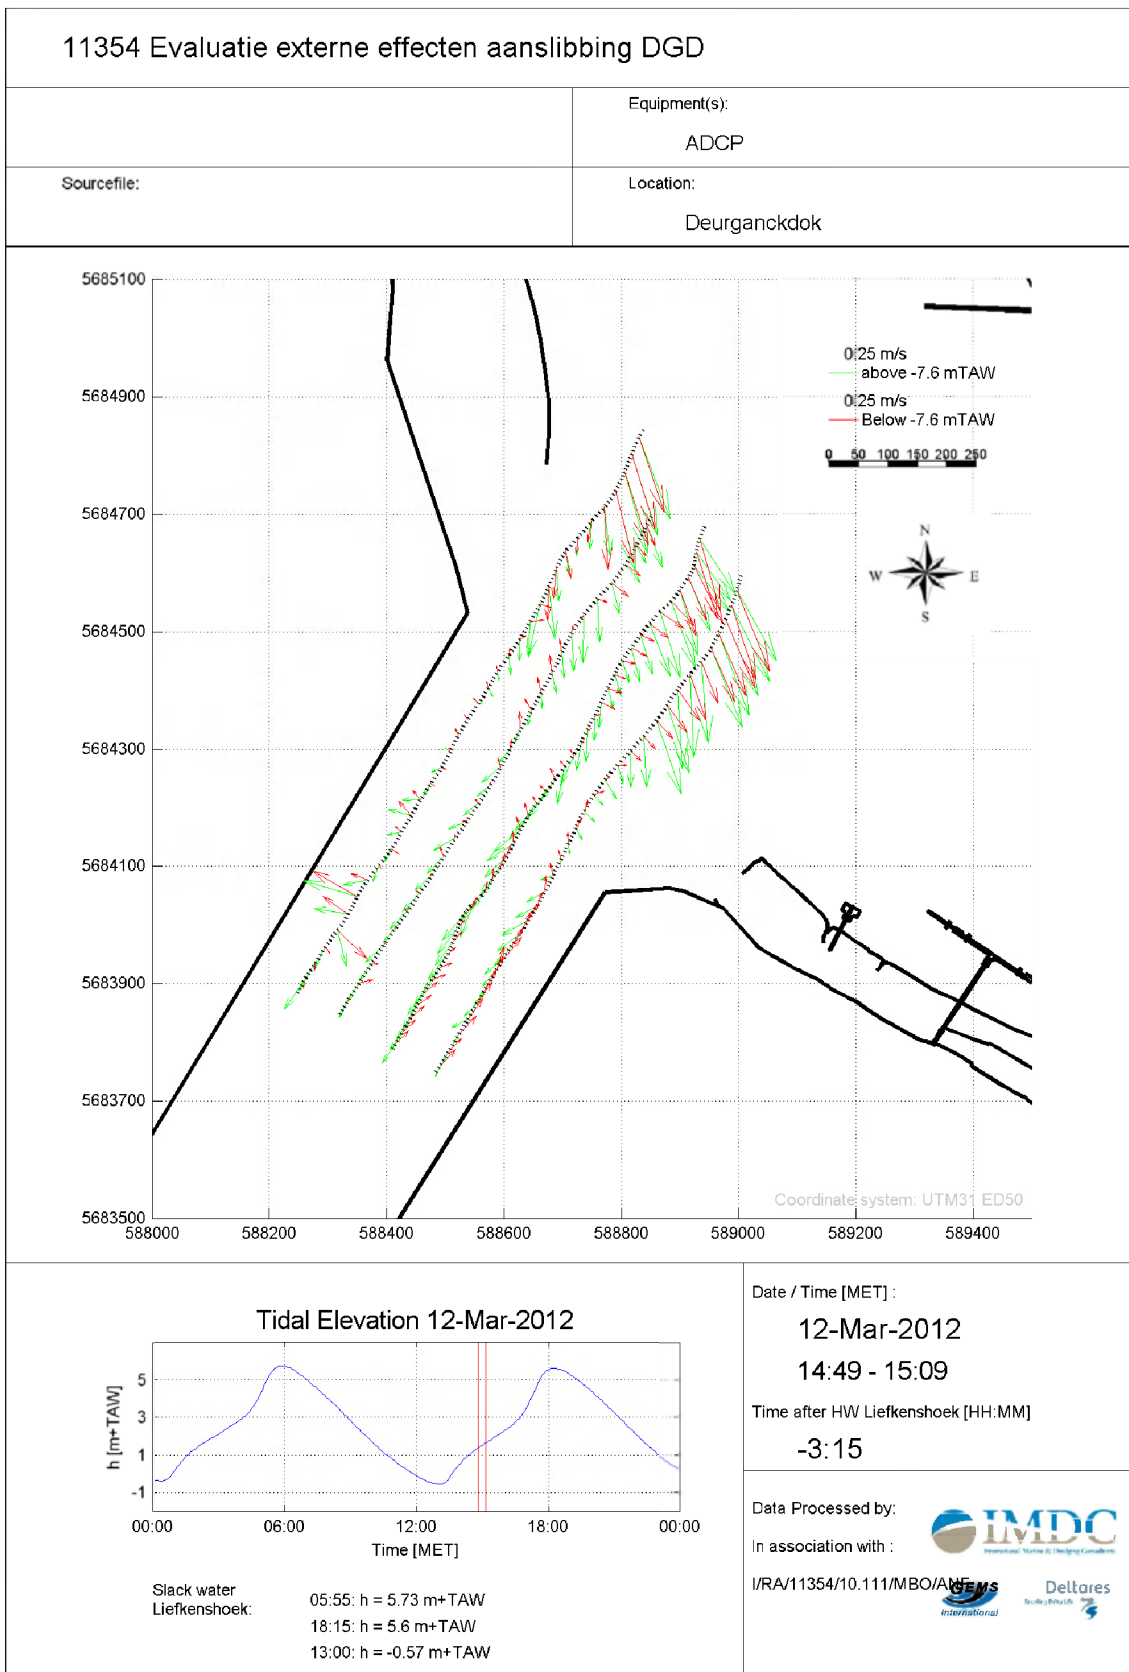 11354 Evaluatie externe effecten aanslibbing DGD
Equipment(s):
ADCP
Sourcefile:
Location:
Deurganckdok
5685100
5684900
5684700
5684500
5684300
5684100
5683900
5683700
5683500
588000
588200
588400
588600
588800
589000
589200
589400
0.25 m/s
above -7.6 mTAW
0.25 m/s
Below -7.6 mTAW
0 50 100 150 200 250
N
W E
S
Coordinate system: UTM31 ED50
Tidal Elevation 12-Mar-2012
h [m+TAW]
5
3
1
-1
00:00 06:00 12:00 18:00 00:00
Time [MET]
Slack water
Liefkenshoek:
05:55: h = 5.73 m+TAW
18:15: h = 5.6 m+TAW
13:00: h = -0.57 m+TAW
Date / Time [MET] :
12-Mar-2012
14:49 - 15:09
Time after HW Liefkenshoek [HH:MM]
-3:15
Data Processed by:
IMDC
International Marine & Dredging Consultants
In association with :
I/RA/11354/10.111/MBO/ANF
GEMS
International
Deltares